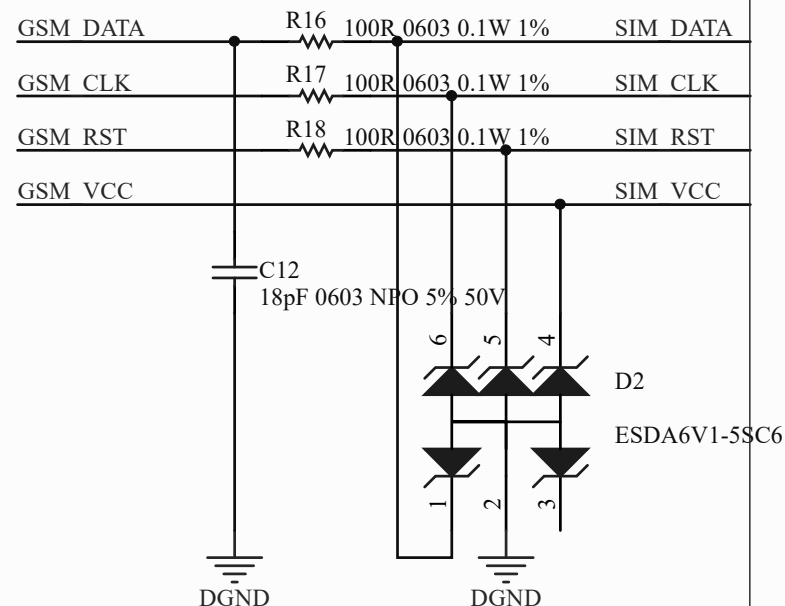 GSM DATA R16 100R 0603 0.1W 1% SIM DATA
GSM CLK R17 100R 0603 0.1W 1% SIM CLK
GSM RST R18 100R 0603 0.1W 1% SIM RST
GSM VCC SIM VCC
C12
18pF 0603 NPO 5% 50V
6 5 4
D2
ESDA6V1-5SC6
1 2 3
DGND DGND